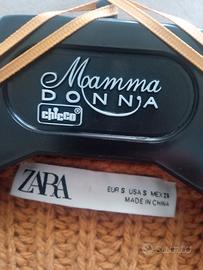 Mamma
DONNA
chicco
ZARA
EUR S USA S MEX 26
MADE IN CHINA